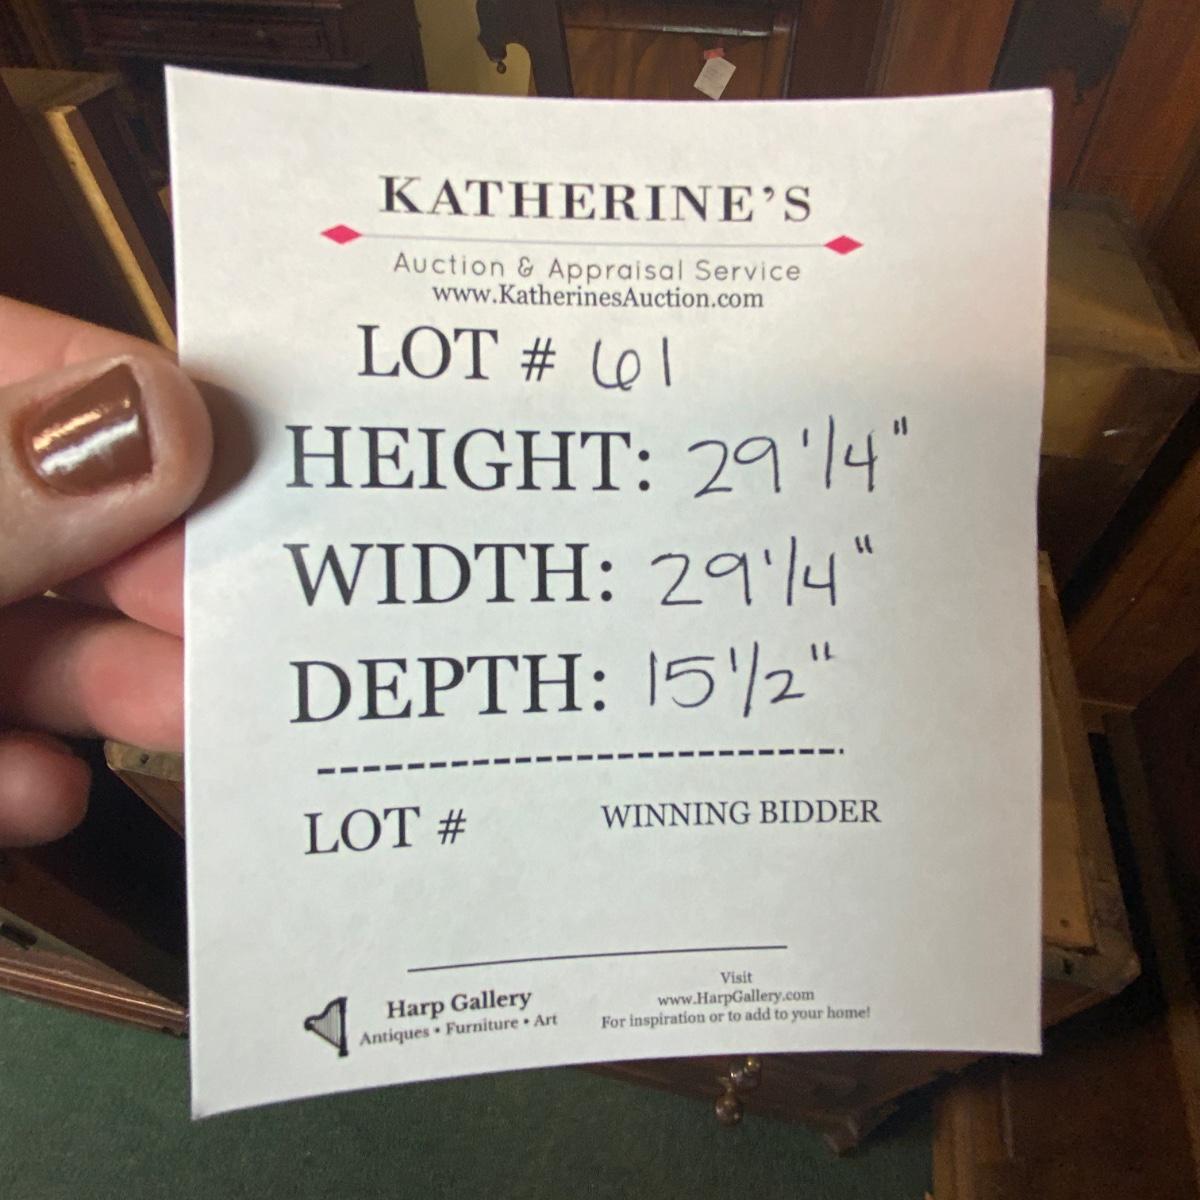 KATHERINE'S
Auction & Appraisal Service
www.KatherinesAuction.com
LOT # 61
HEIGHT: 29 1/4"
WIDTH: 29 1/4"
DEPTH: 15 1/2"
LOT # WINNING BIDDER
Harp Gallery
Antiques • Furniture • Art
Visit
www.HarpGallery.com
For inspiration or to add to your home!